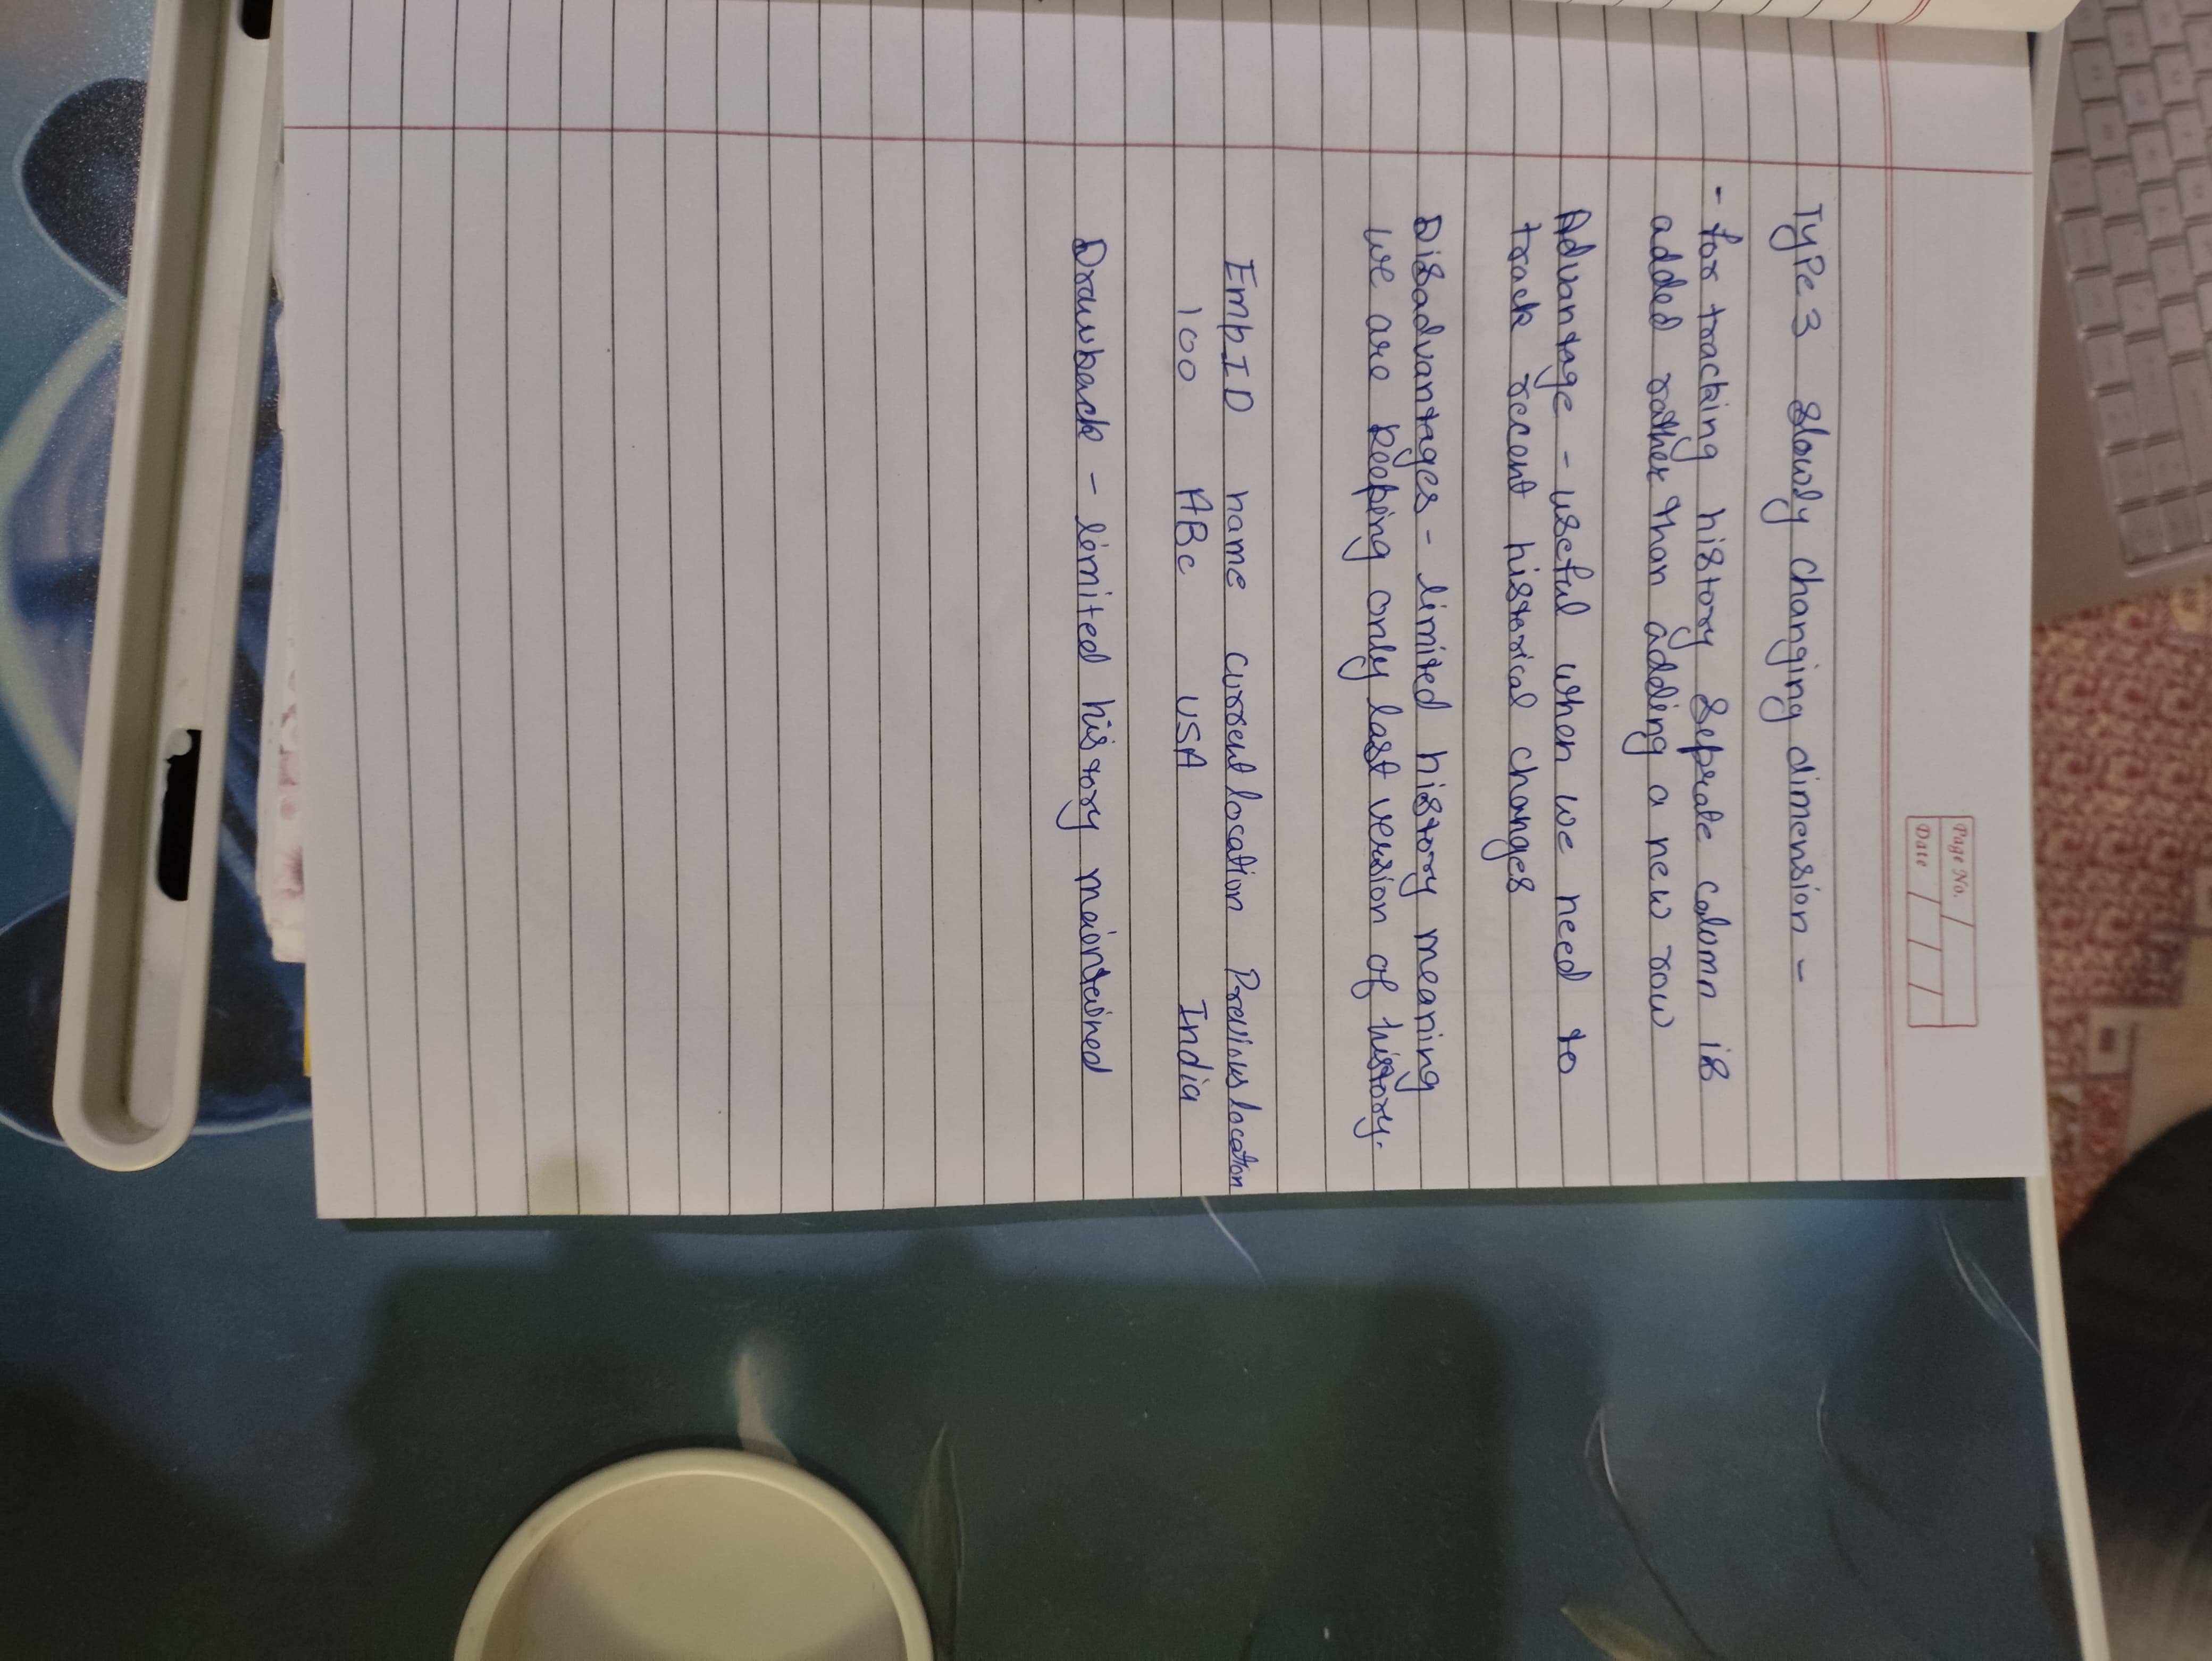 Page No.
Date
Type 3 slowly changing dimension -
- for tracking history seprate colomn is
added rather than adding a new row
Advantage - useful when we need to
track recent historical changes
Disadvantages - limited history meaning
we are keeping only last version of history.
EmpID name current location Previous location
100 ABC USA India
Drawback - limited history maintained